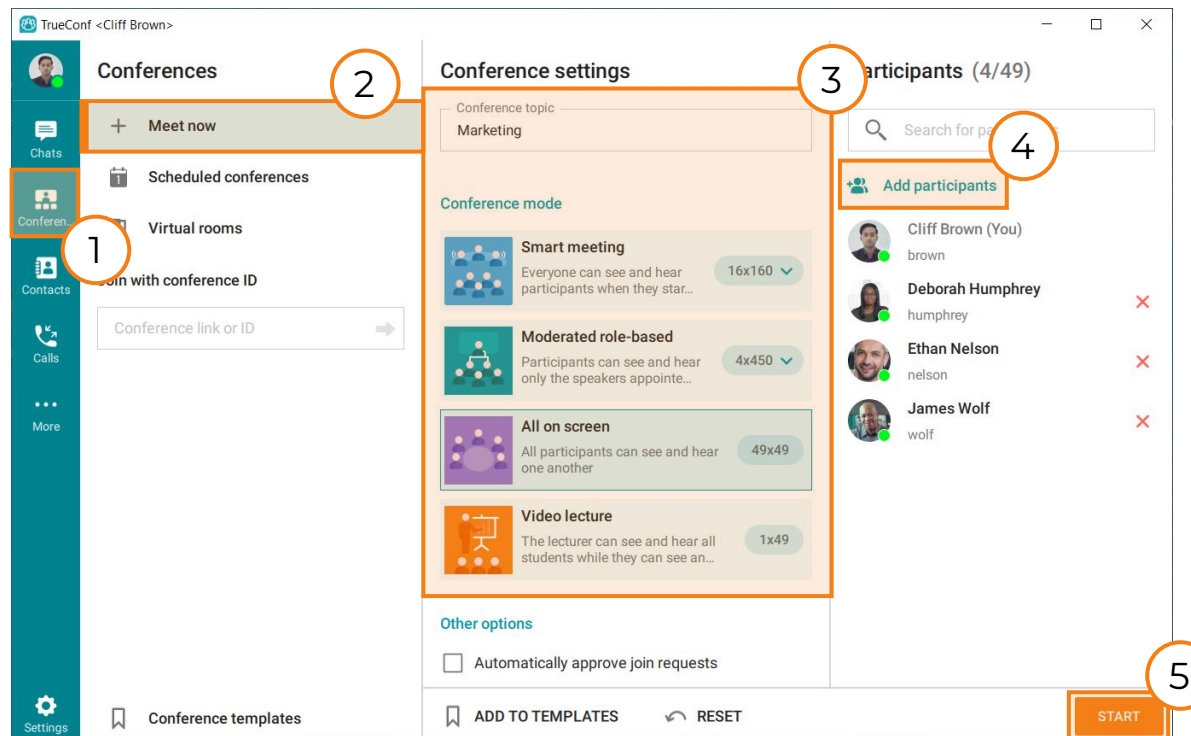 TrueConf <Cliff Brown>
Chats
Conferen..
Contacts
Calls
More
Settings
1
Conferences
2
Meet now
1
Scheduled conferences
Virtual rooms
Join with conference ID
Conference link or ID
Conference templates
Conference settings
3
Conference topic
Marketing
Conference mode
Smart meeting
Everyone can see and hear
participants when they star...
16x160
Moderated role-based
Participants can see and hear
only the speakers appointe...
4x450
All on screen
All participants can see and hear
one another
49x49
Video lecture
The lecturer can see and hear all
students while they can see an...
1x49
Other options
Automatically approve join requests
ADD TO TEMPLATES
RESET
articipants (4/49)
Search for pa
4
Add participants
Cliff Brown (You)
brown
Deborah Humphrey
humphrey
Ethan Nelson
nelson
James Wolf
wolf
5
START